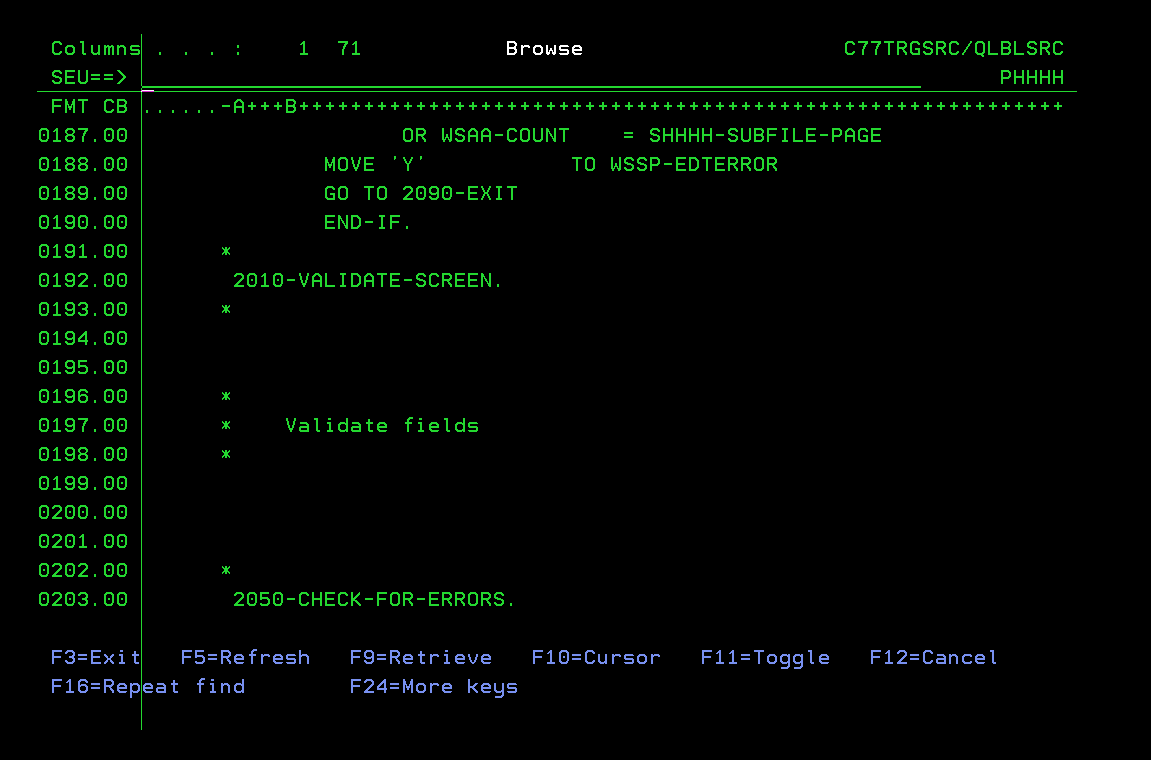 Columns . . . :    1  71           Browse                    C77TRGSRC/QLBLSRC
SEU==>                                                                   PHHHH
FMT CB ......-A+++B+++++++++++++++++++++++++++++++++++++++++++++++++++++++++++
0187.00                     OR WSAA-COUNT    = SHHHH-SUBFILE-PAGE
0188.00               MOVE 'Y'           TO WSSP-EDTERROR
0189.00               GO TO 2090-EXIT
0190.00               END-IF.
0191.00       *
0192.00        2010-VALIDATE-SCREEN.
0193.00       *
0194.00
0195.00
0196.00       *
0197.00       *    Validate fields
0198.00       *
0199.00
0200.00
0201.00
0202.00       *
0203.00        2050-CHECK-FOR-ERRORS.
F3=Exit   F5=Refresh   F9=Retrieve   F10=Cursor   F11=Toggle   F12=Cancel
F16=Repeat find        F24=More keys